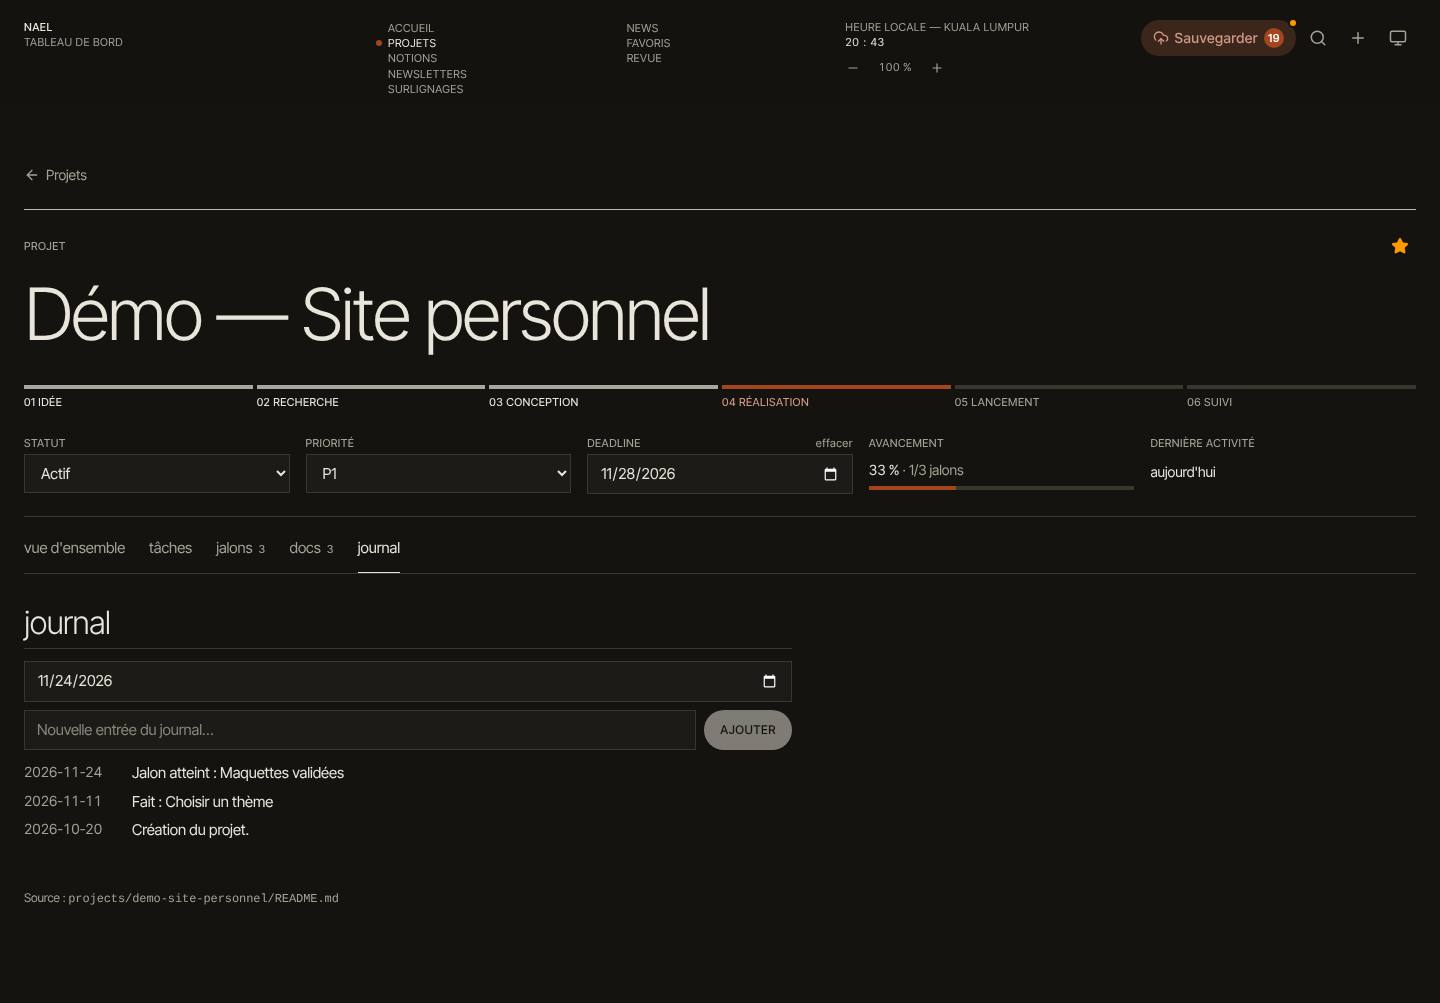 NAEL
TABLEAU DE BORD
ACCUEIL
PROJETS
NOTIONS
NEWSLETTERS
SURLIGNAGES
NEWS
FAVORIS
REVUE
HEURE LOCALE — KUALA LUMPUR
20 : 43
— 100 % +
Sauvegarder 19
Projets
PROJET
Démo — Site personnel
01 IDÉE
02 RECHERCHE
03 CONCEPTION
04 RÉALISATION
05 LANCEMENT
06 SUIVI
STATUT
Actif
PRIORITÉ
P1
DEADLINE effacer
11/28/2026
AVANCEMENT
33 % · 1/3 jalons
DERNIÈRE ACTIVITÉ
aujourd'hui
vue d'ensemble tâches jalons 3 docs 3 journal
journal
11/24/2026
Nouvelle entrée du journal…
AJOUTER
2026-11-24 Jalon atteint : Maquettes validées
2026-11-11 Fait : Choisir un thème
2026-10-20 Création du projet.
Source : projects/demo-site-personnel/README.md